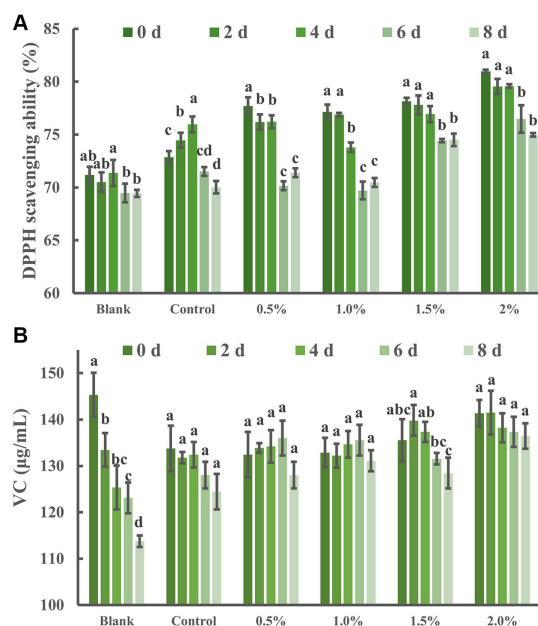 A
0 d 2 d 4 d 6 d 8 d
DPPH scavenging ability (%)
85
80
75
70
65
60
ab ab a b b
c b a cd d
a b b c c
a a b c c
a a a b b
a a a b b
Blank Control 0.5% 1.0% 1.5% 2%
B
0 d 2 d 4 d 6 d 8 d
VC (μg/mL)
150
140
130
120
110
100
a b bc c d
a a a a a
a a a a a
a a a a a
abc a ab bc c
a a a a a
Blank Control 0.5% 1.0% 1.5% 2.0%